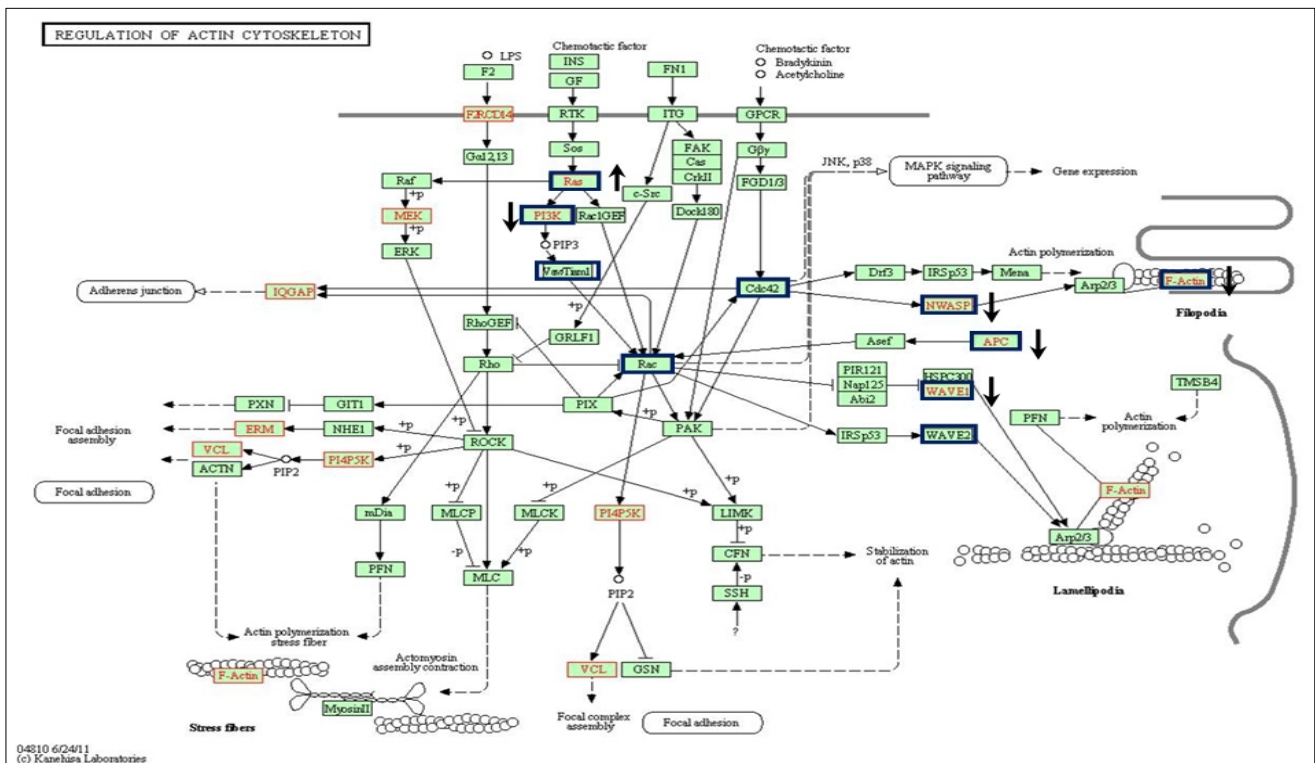 REGULATION OF ACTIN CYTOSKELETON
LPS
F2
F2RCD14
Gα12,13
Chemotactic factor
INS
GF
RTK
Sos
Ras
FN1
ITG
FAK
Cas
CrkII
c-Src
Dock180
Chemotactic factor
Bradykinin
Acetylcholine
GPCR
Gβγ
FGD1/3
JNK, p38
MAPK signaling
pathway
Gene expression
Raf
+p
MEK
+p
ERK
PI3K
Rac1GEF
PIP3
Vav/Tiam1
Cdc42
Drf3
IRSp53
Mena
Actin polymerization
Arp2/3
F-Actin
Filopodia
NWASP
Adherens junction
IQGAP
RhoGEF
+p
GRLF1
Rho
Rac
Asef
APC
PIR121
Nap125
Abi2
HSPC300
WAVE1
TMSB4
PFN
Actin
polymerization
PXN
GIT1
PIX
+p
PAK
IRSp53
WAVE2
Focal adhesion
assembly
ERM
NHE1
+p
+p
ROCK
VCL
ACTN
PIP2
PI4P5K
+p
Focal adhesion
F-Actin
mDia
+p
MLCP
+p
MLCK
PI4P5K
+p
+p
LIMK
+p
CFN
Stabilization
of actin
Arp2/3
Lamellipodia
PFN
-p
+p
MLC
PIP2
-p
SSH
?
Actin polymerization
stress fiber
Actomyosin
assembly contraction
F-Actin
MyosinII
Stress fibers
VCL
GSN
Focal complex
assembly
Focal adhesion
04810 6/24/11
(c) Kanehisa Laboratories